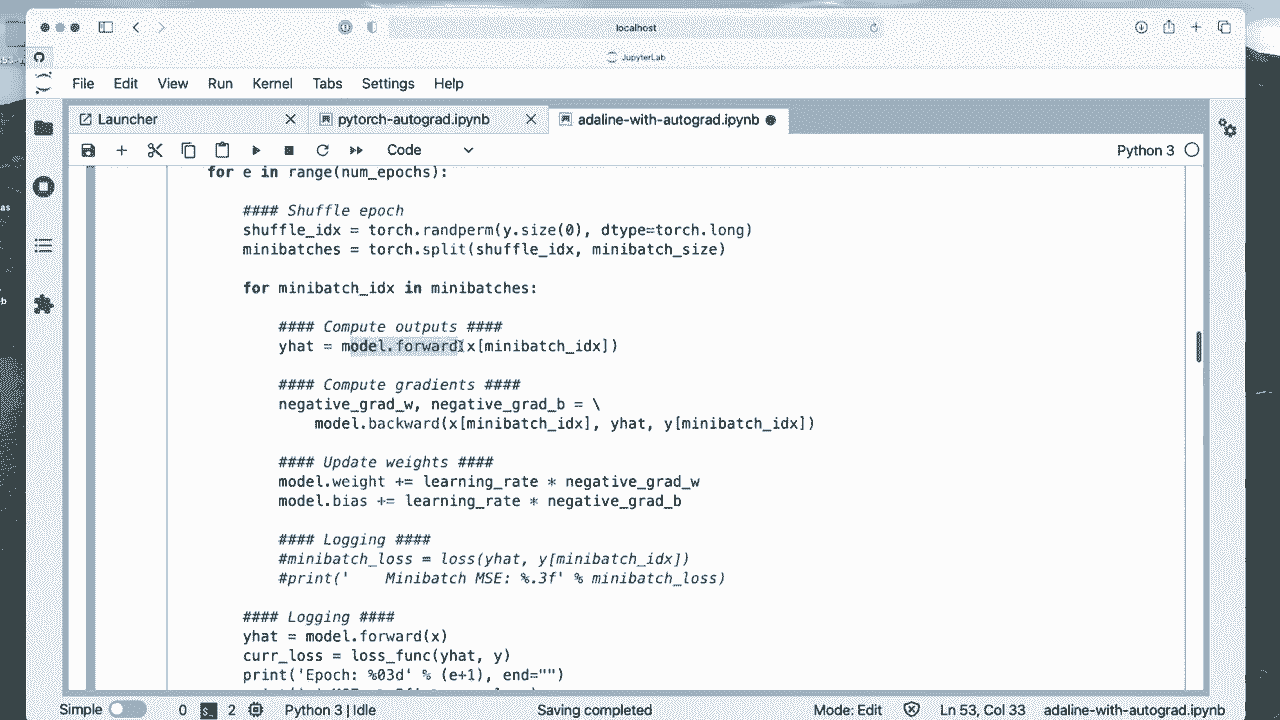 localhost
JupyterLab
File Edit View Run Kernel Tabs Settings Help
Launcher pytorch-autograd.ipynb adaline-with-autograd.ipynb
Code Python 3
for e in range(num_epochs):
#### Shuffle epoch
shuffle_idx = torch.randperm(y.size(0), dtype=torch.long)
minibatches = torch.split(shuffle_idx, minibatch_size)
for minibatch_idx in minibatches:
#### Compute outputs ####
yhat = model.forward(x[minibatch_idx])
#### Compute gradients ####
negative_grad_w, negative_grad_b = \
model.backward(x[minibatch_idx], yhat, y[minibatch_idx])
#### Update weights ####
model.weight += learning_rate * negative_grad_w
model.bias += learning_rate * negative_grad_b
#### Logging ####
#minibatch_loss = loss(yhat, y[minibatch_idx])
#print('    Minibatch MSE: %.3f' % minibatch_loss)
#### Logging ####
yhat = model.forward(x)
curr_loss = loss_func(yhat, y)
print('Epoch: %03d' % (e+1), end="")
Simple 0 2 Python 3 | Idle Saving completed Mode: Edit Ln 53, Col 33 adaline-with-autograd.ipynb